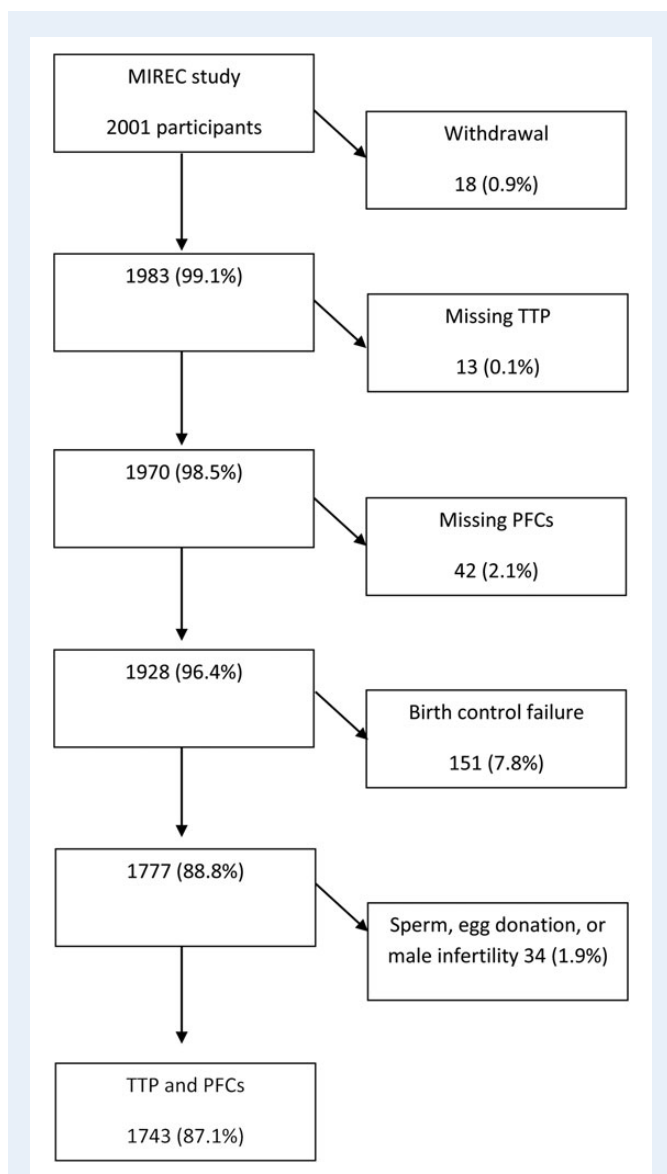 MIREC study
2001 participants
Withdrawal
18 (0.9%)
1983 (99.1%)
Missing TTP
13 (0.1%)
1970 (98.5%)
Missing PFCs
42 (2.1%)
1928 (96.4%)
Birth control failure
151 (7.8%)
1777 (88.8%)
Sperm, egg donation, or
male infertility 34 (1.9%)
TTP and PFCs
1743 (87.1%)